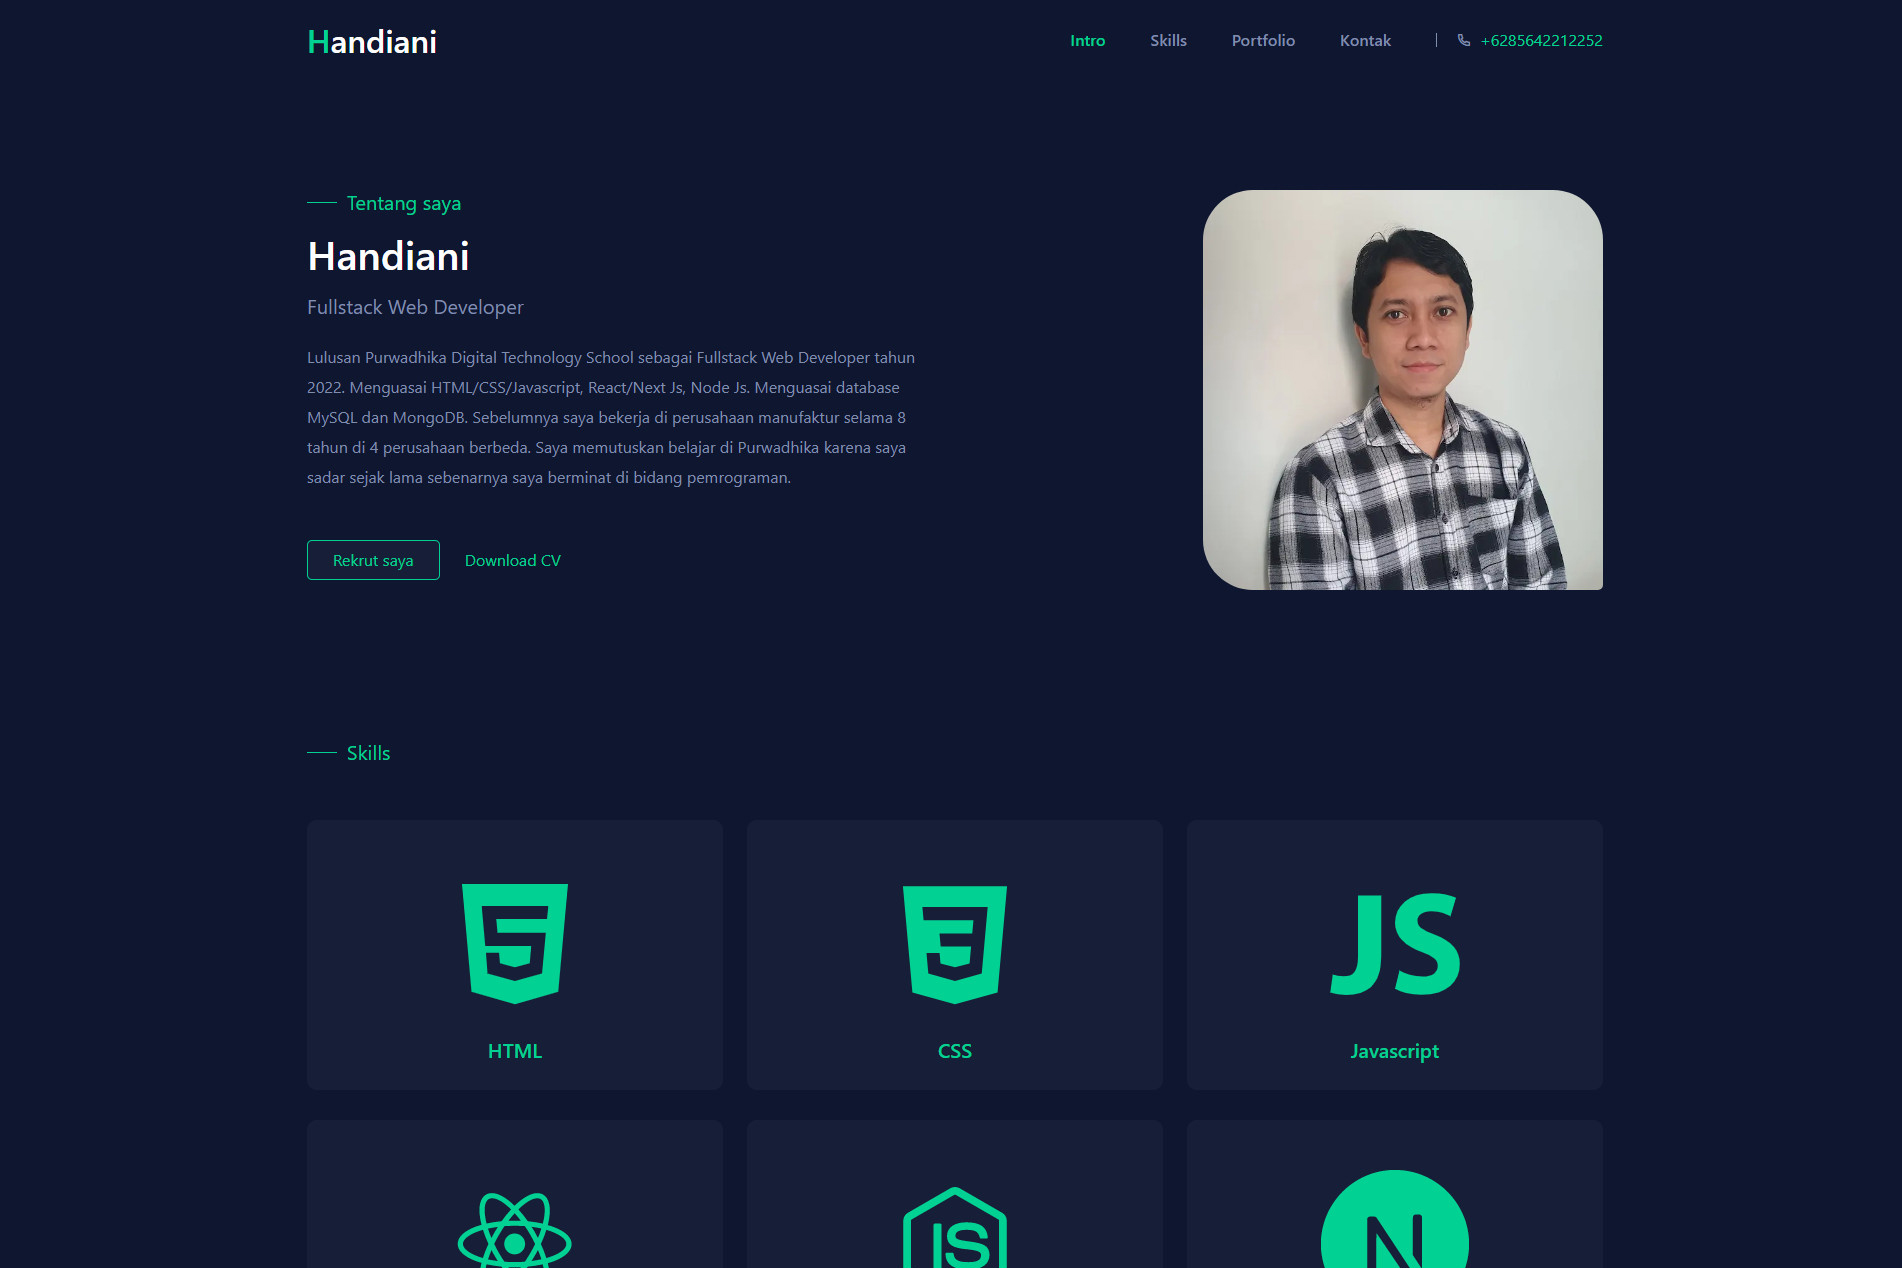 Handiani
Intro
Skills
Portfolio
Kontak
+6285642212252
Tentang saya
Handiani
Fullstack Web Developer
Lulusan Purwadhika Digital Technology School sebagai Fullstack Web Developer tahun
2022. Menguasai HTML/CSS/Javascript, React/Next Js, Node Js. Menguasai database
MySQL dan MongoDB. Sebelumnya saya bekerja di perusahaan manufaktur selama 8
tahun di 4 perusahaan berbeda. Saya memutuskan belajar di Purwadhika karena saya
sadar sejak lama sebenarnya saya berminat di bidang pemrograman.
Rekrut saya
Download CV
Skills
5
3
JS
HTML
CSS
Javascript
JS
N